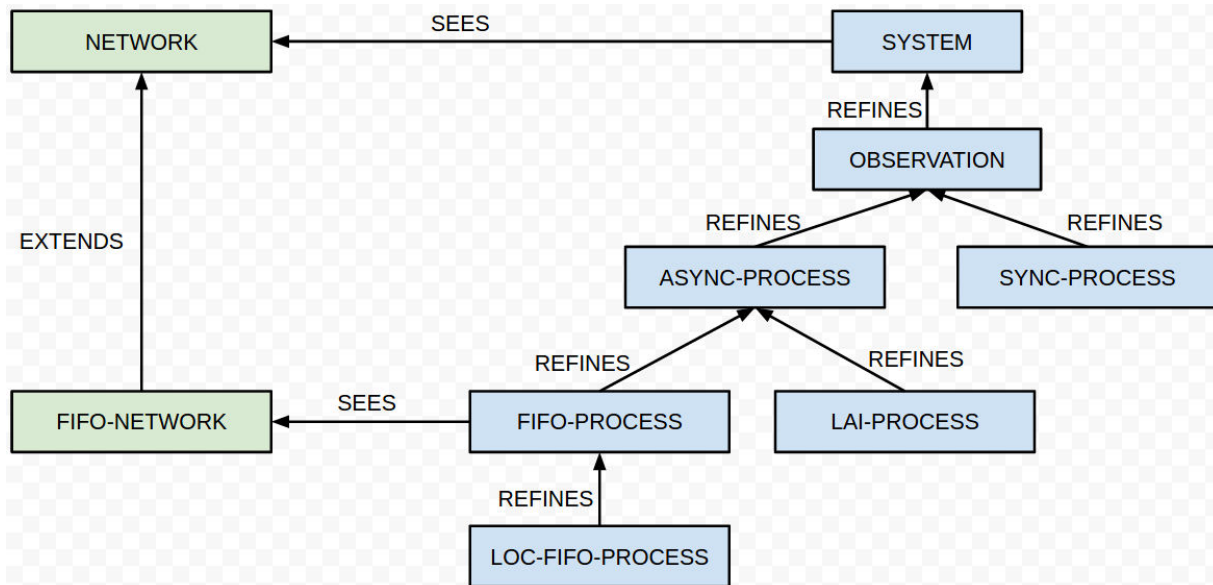 NETWORK
SEES
SYSTEM
REFINES
OBSERVATION
REFINES
REFINES
EXTENDS
ASYNC-PROCESS
SYNC-PROCESS
REFINES
REFINES
SEES
FIFO-NETWORK
FIFO-PROCESS
LAI-PROCESS
REFINES
LOC-FIFO-PROCESS